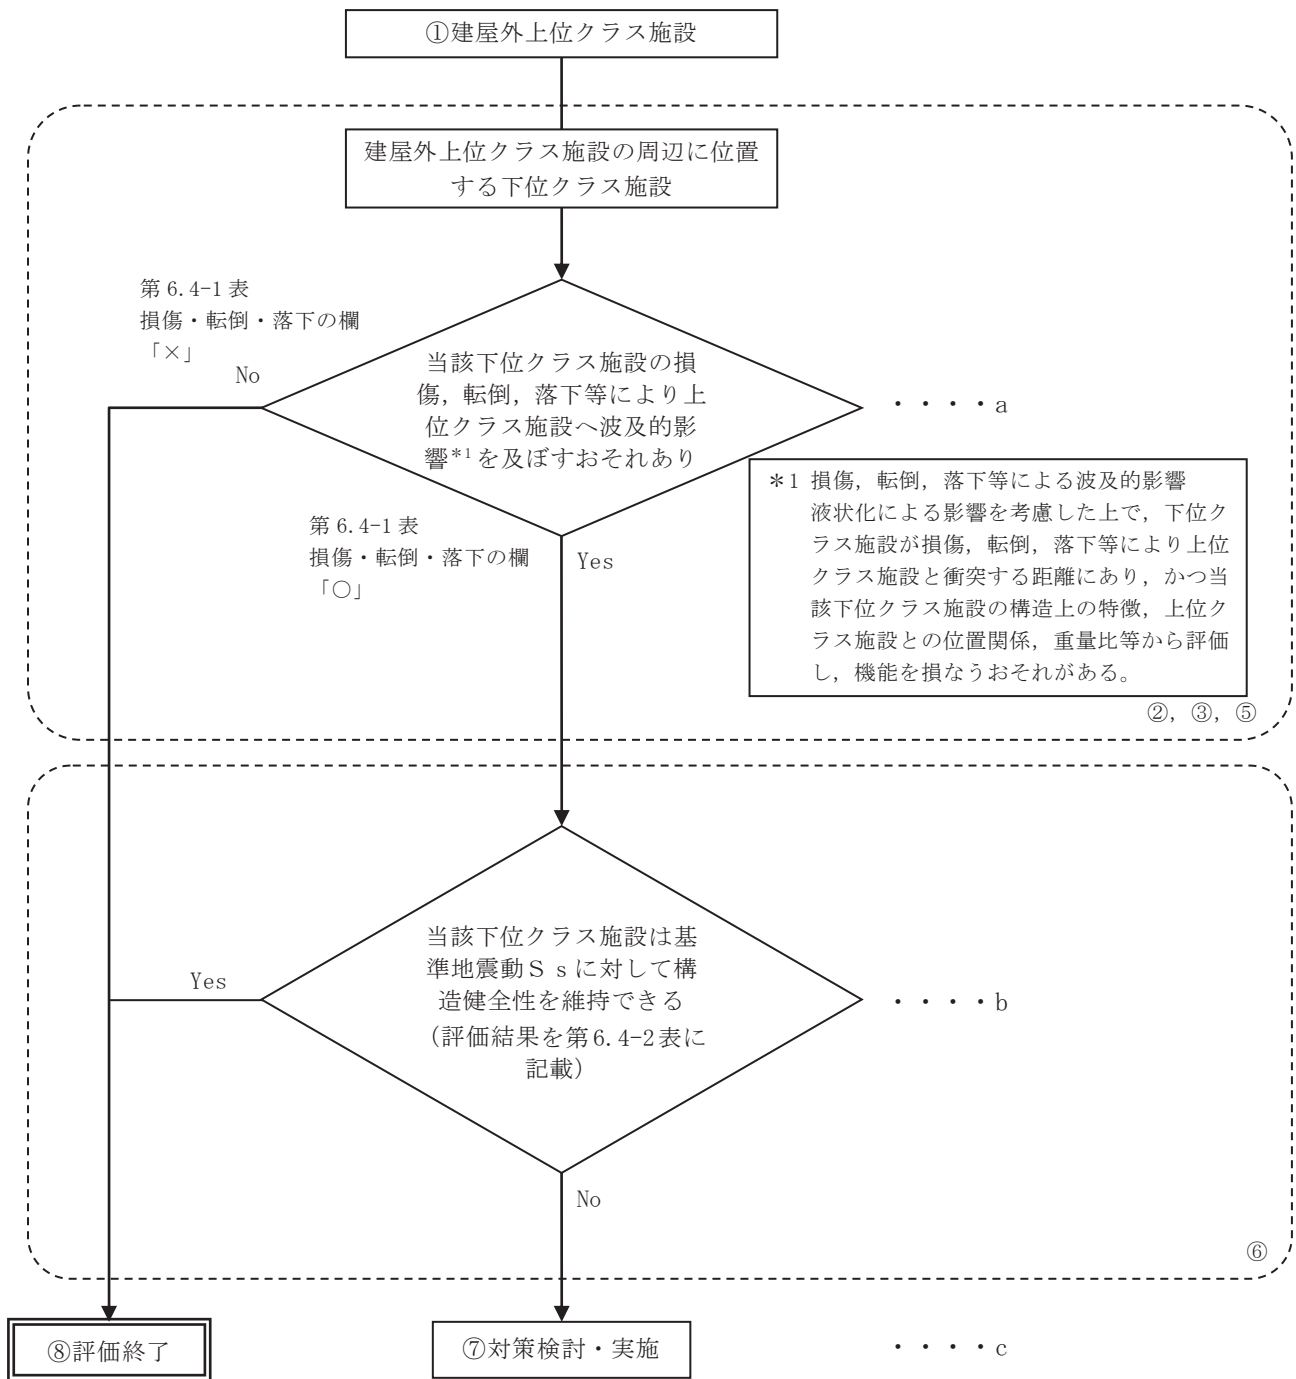 ①建屋外上位クラス施設
建屋外上位クラス施設の周辺に位置
する下位クラス施設
第 6.4-1 表
損傷・転倒・落下の欄
「×」
No
当該下位クラス施設の損
傷，転倒，落下等により上
位クラス施設へ波及的影
響*1を及ぼすおそれあり
・・・・a
＊1 損傷，転倒，落下等による波及的影響
液状化による影響を考慮した上で，下位ク
ラス施設が損傷，転倒，落下等により上位
クラス施設と衝突する距離にあり，かつ当
該下位クラス施設の構造上の特徴，上位ク
ラス施設との位置関係，重量比等から評価
し，機能を損なうおそれがある。
第 6.4-1 表
損傷・転倒・落下の欄
「○」
Yes
②，③，⑤
当該下位クラス施設は基
準地震動Ｓｓに対して構
造健全性を維持できる
（評価結果を第6.4-2表に
記載）
Yes
・・・・b
No
⑥
⑧評価終了
⑦対策検討・実施
・・・・c